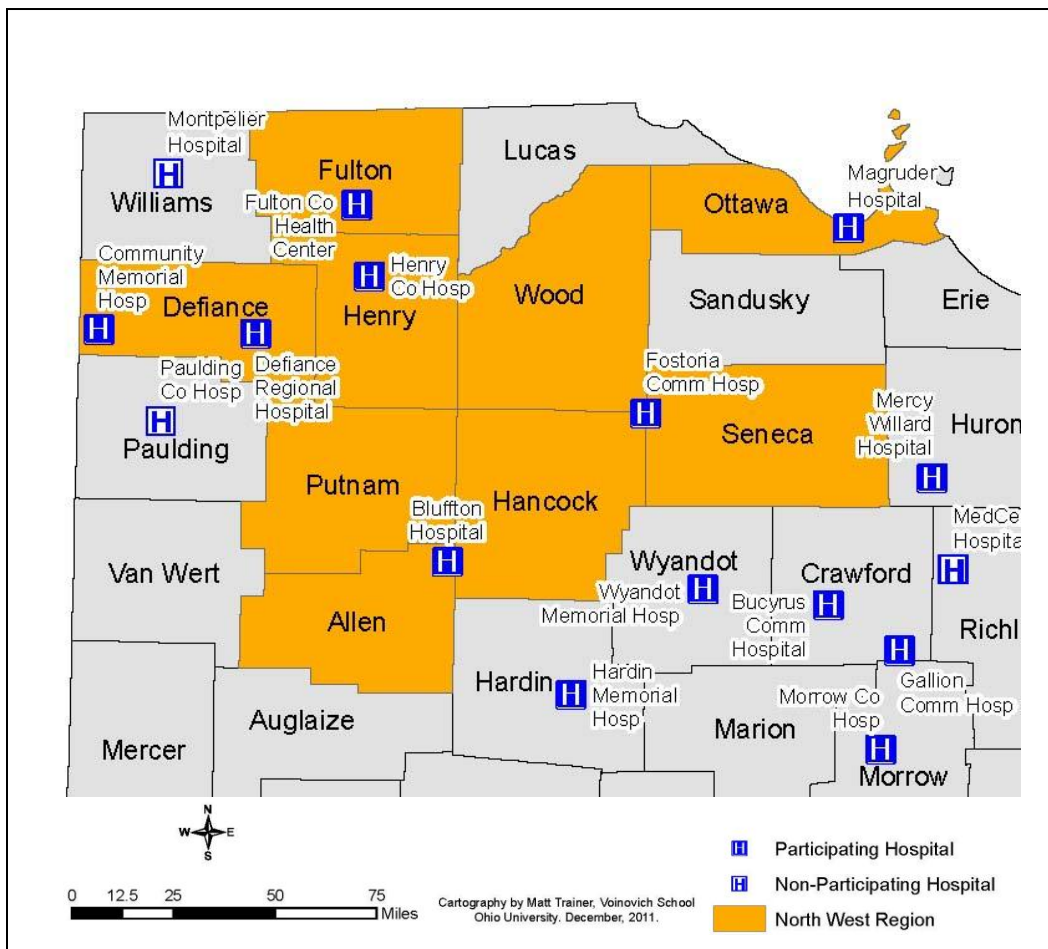 Montpelier
Hospital
Williams
Fulton
Fulton Co
Health
Center
Lucas
Magruder
Hospital
Ottawa
Community
Memorial
Hosp
Defiance
Henry
Co Hosp
Henry
Wood
Sandusky
Erie
Paulding
Co Hosp
Defiance
Regional
Hospital
Paulding
Fostoria
Comm Hosp
Seneca
Mercy
Willard
Hospital
Huron
Putnam
Hancock
Bluffton
Hospital
MedCe
Hospita
Van Wert
Allen
Wyandot
Wyandot
Memorial Hosp
Crawford
Bucyrus
Comm
Hospital
Richl
Hardin
Hardin
Memorial
Hosp
Gallion
Comm Hosp
Morrow Co
Hosp
Marion
Morrow
Auglaize
Mercer
N
W E
S
0 12.5 25 50 75
Miles
Cartography by Matt Trainer, Voinovich School
Ohio University. December, 2011.
H Participating Hospital
H Non-Participating Hospital
North West Region